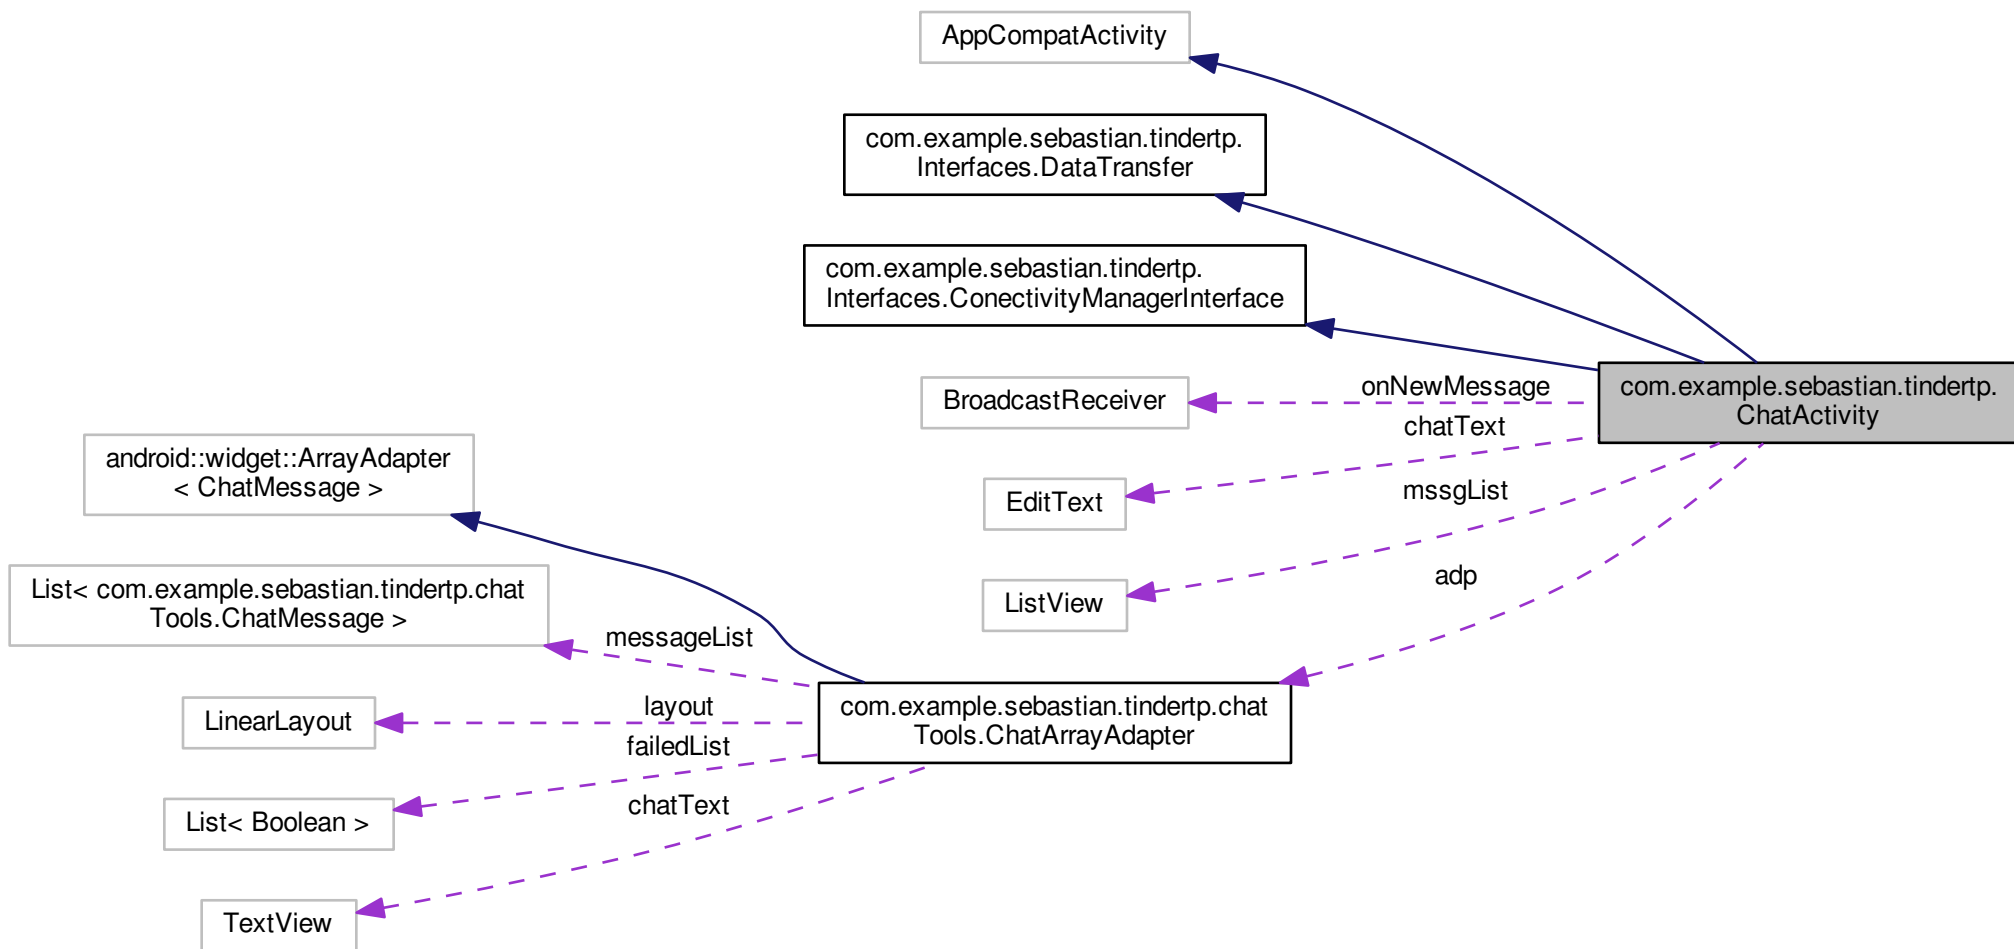 AppCompatActivity
com.example.sebastian.tindertp.
Interfaces.DataTransfer
com.example.sebastian.tindertp.
Interfaces.ConectivityManagerInterface
com.example.sebastian.tindertp.
ChatActivity
BroadcastReceiver
onNewMessage
chatText
EditText
mssgList
ListView
adp
android::widget::ArrayAdapter
< ChatMessage >
List< com.example.sebastian.tindertp.chat
Tools.ChatMessage >
messageList
LinearLayout
layout
com.example.sebastian.tindertp.chat
Tools.ChatArrayAdapter
failedList
List< Boolean >
chatText
TextView